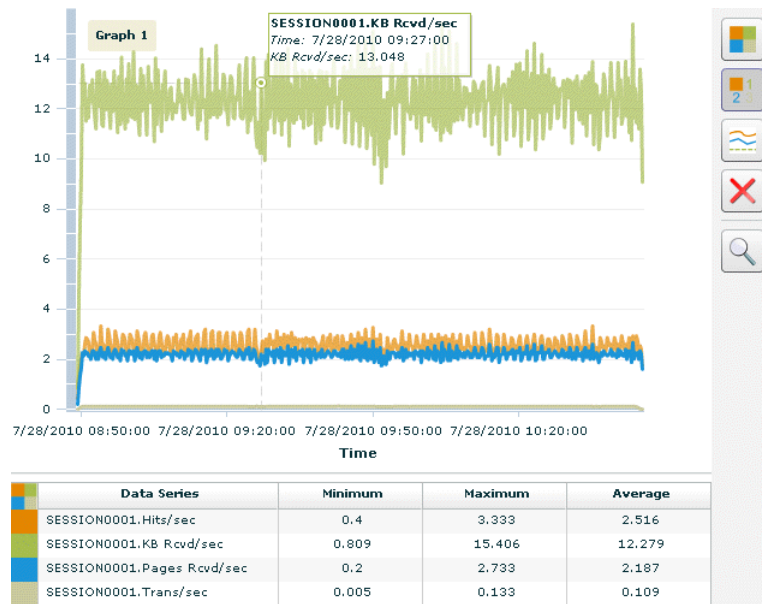 Graph 1
SESSION0001.KB Rcvd/sec
Time: 7/28/2010 09:27:00
KB Rcvd/sec: 13.048
14
12
10
8
6
4
2
0
7/28/2010 08:50:00 7/28/2010 09:20:00 7/28/2010 09:50:00 7/28/2010 10:20:00
Time
1
2 3
Data Series Minimum Maximum Average
SESSION0001.Hits/sec 0.4 3.333 2.516
SESSION0001.KB Rcvd/sec 0.809 15.406 12.279
SESSION0001.Pages Rcvd/sec 0.2 2.733 2.187
SESSION0001.Trans/sec 0.005 0.133 0.109